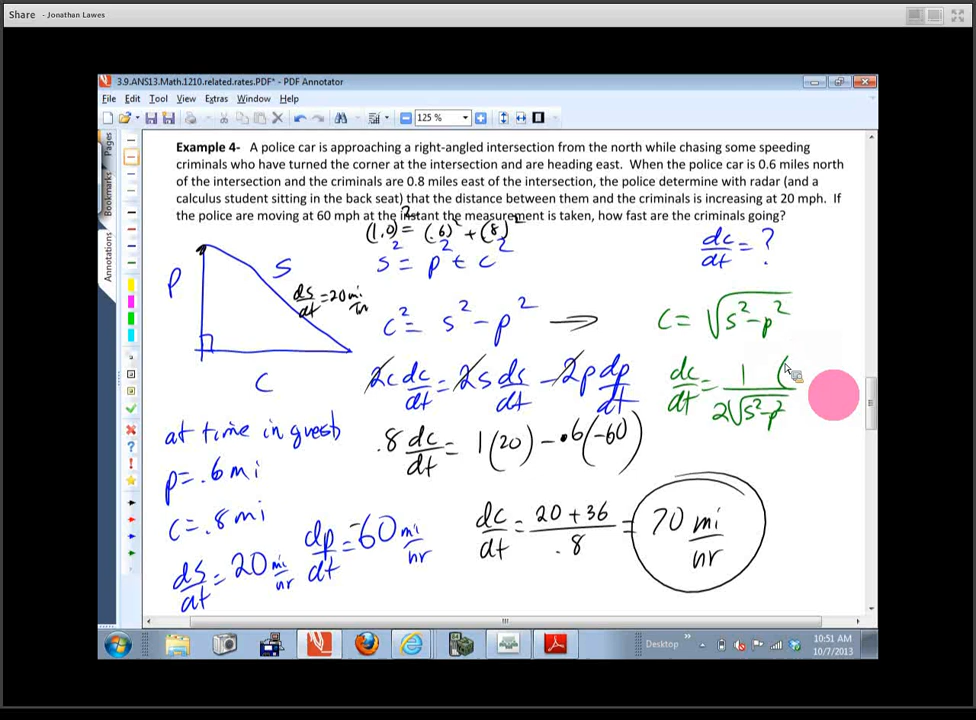 Share - Jonathan Lawes
3.9.ANS13.Math.1210.related.rates.PDF* - PDF Annotator
File Edit Tool View Extras Window Help
125 %
Pages
Bookmarks
Annotations
Example 4- A police car is approaching a right-angled intersection from the north while chasing some speeding
criminals who have turned the corner at the intersection and are heading east. When the police car is 0.6 miles north
of the intersection and the criminals are 0.8 miles east of the intersection, the police determine with radar (and a
calculus student sitting in the back seat) that the distance between them and the criminals is increasing at 20 mph. If
the police are moving at 60 mph at the instant the measurement is taken, how fast are the criminals going?
(1.0)² = (.6)² + (8)²
s² = p² + c²
dc/dt = ?
P
S
ds/dt = 20 mi/hr
C
c² = s² - p² →
c = √s² - p²
2c dc/dt = 2s ds/dt - 2p dp/dt
dc/dt = 1/2√s²-p² (
at time in quest
.8 dc/dt = 1(20) - .6(-60)
p = .6 mi
c = .8 mi
dp/dt = -60 mi/hr
dc/dt = 20 + 36/.8 = 70 mi/hr
ds/dt = 20 mi/hr
Desktop
10:51 AM
10/7/2013